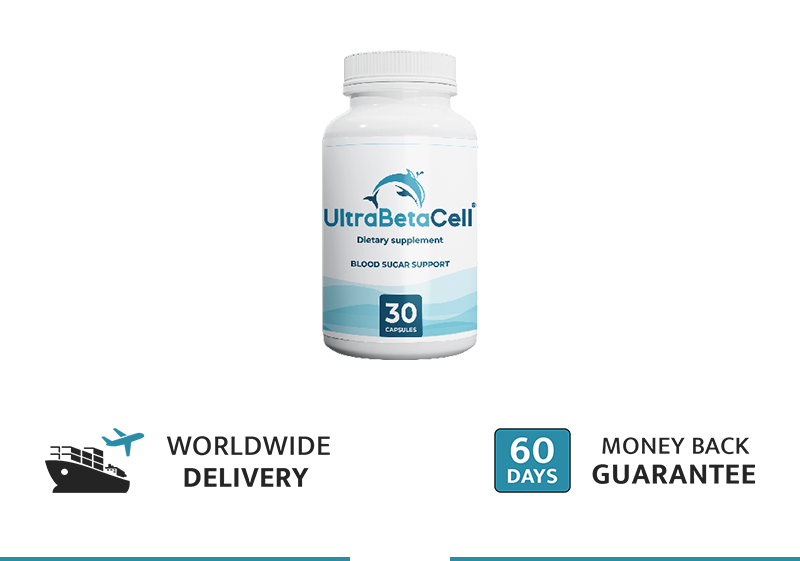 UltraBetaCell
Dietary supplement
BLOOD SUGAR SUPPORT
30
CAPSULES
WORLDWIDE
DELIVERY
60
DAYS
MONEY BACK
GUARANTEE